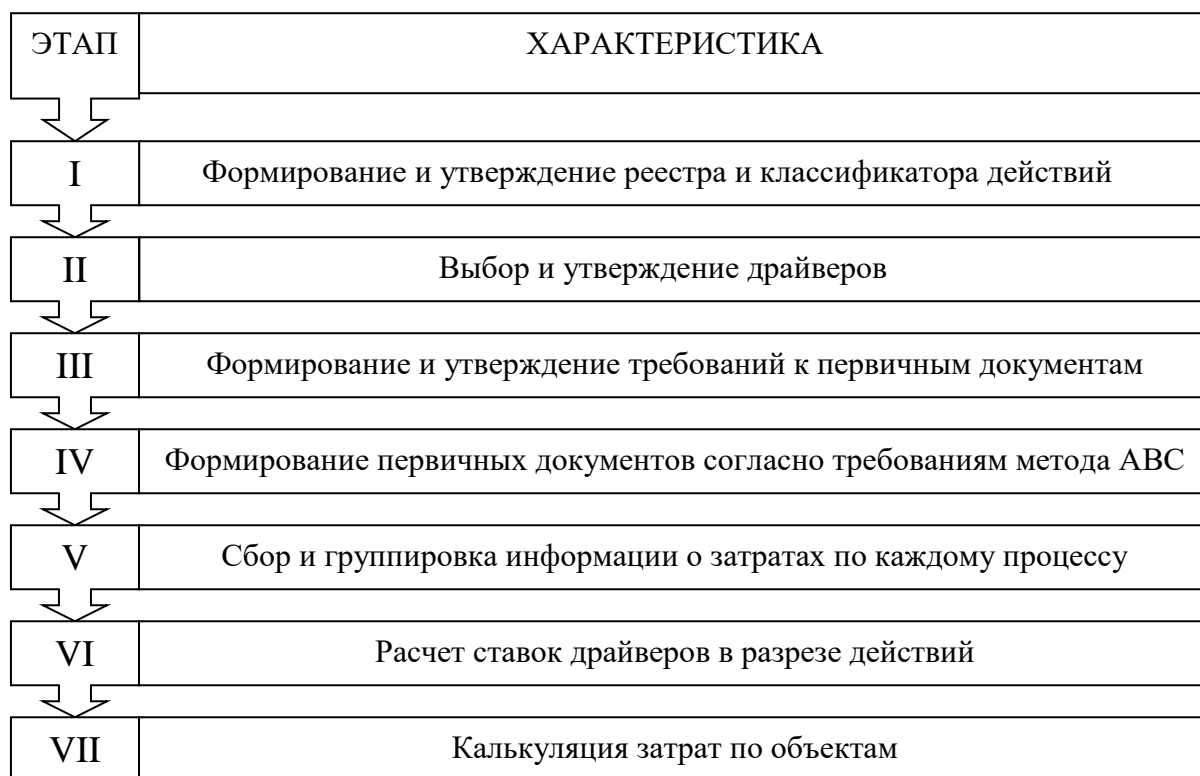 ЭТАП ХАРАКТЕРИСТИКА
I Формирование и утверждение реестра и классификатора действий
II Выбор и утверждение драйверов
III Формирование и утверждение требований к первичным документам
IV Формирование первичных документов согласно требованиям метода АВС
V Сбор и группировка информации о затратах по каждому процессу
VI Расчет ставок драйверов в разрезе действий
VII Калькуляция затрат по объектам